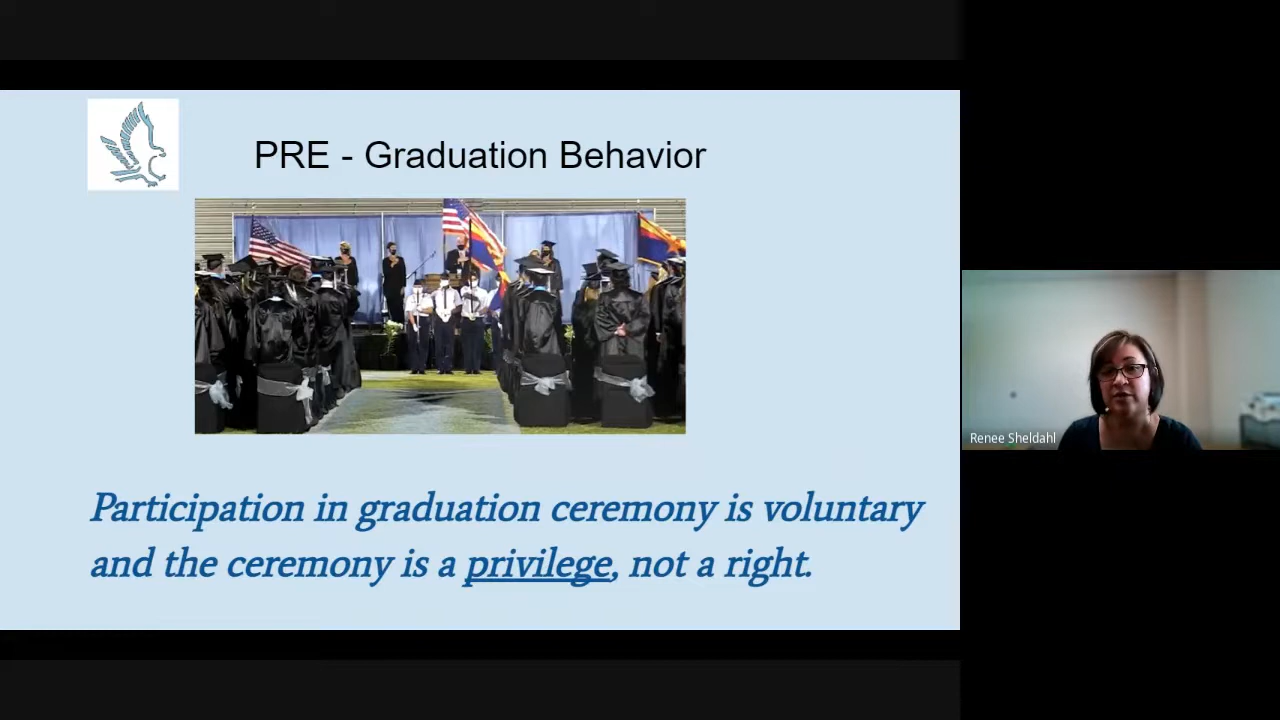 PRE - Graduation Behavior
Participation in graduation ceremony is voluntary
and the ceremony is a privilege, not a right.
Renee Sheldahl